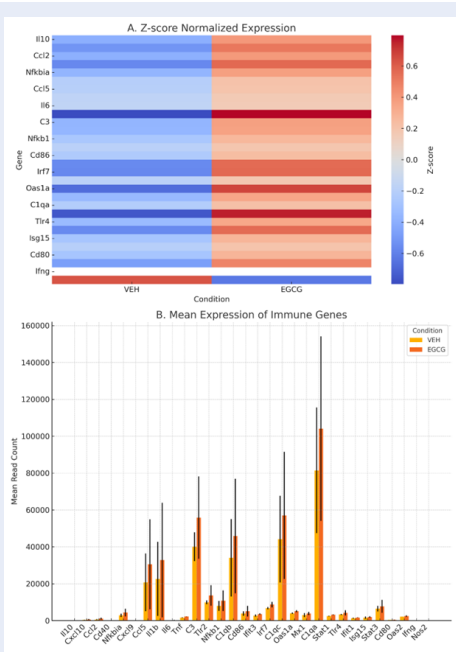 A. Z-score Normalized Expression
Il10
Ccl2
Nfkbia
Ccl5
Il6
C3
Nfkb1
Cd86
Irf7
Oas1a
C1qa
Tlr4
Isg15
Cd80
Ifng
Gene
VEH
EGCG
Condition
0.6
0.4
0.2
0.0
−0.2
−0.4
−0.6
Z-score
B. Mean Expression of Immune Genes
Condition
VEH
EGCG
160000
140000
120000
100000
80000
60000
40000
20000
0
Mean Read Count
Il10
Cxcl10
Ccl2
Cd40
Nfkbia
Cxcl9
Ccl5
Il1b
Il6
Tnf
C3
Tlr2
Nfkb1
C1qb
Cd86
Ifit3
Irf7
C1qc
Oas1a
Mx1
C1qa
Stat1
Tlr4
Ifit1
Isg15
Stat3
Cd80
Ifng
Nos2